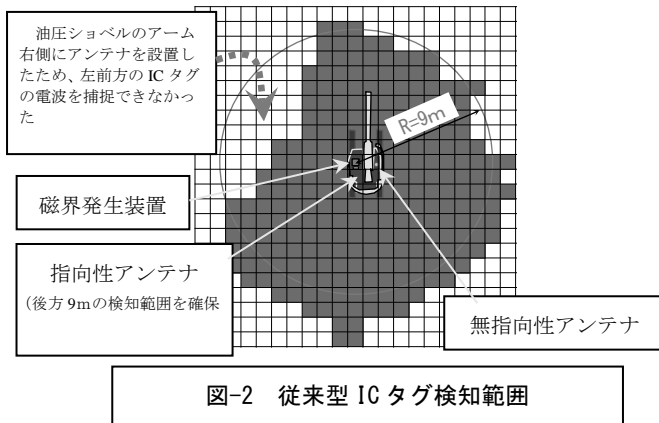 油圧ショベルのアーム
右側にアンテナを設置し
たため、左前方の IC タグ
の電波を捕捉できなかっ
た
R=9m
磁界発生装置
指向性アンテナ
(後方 9mの検知範囲を確保
無指向性アンテナ
図-2 従来型 IC タグ検知範囲